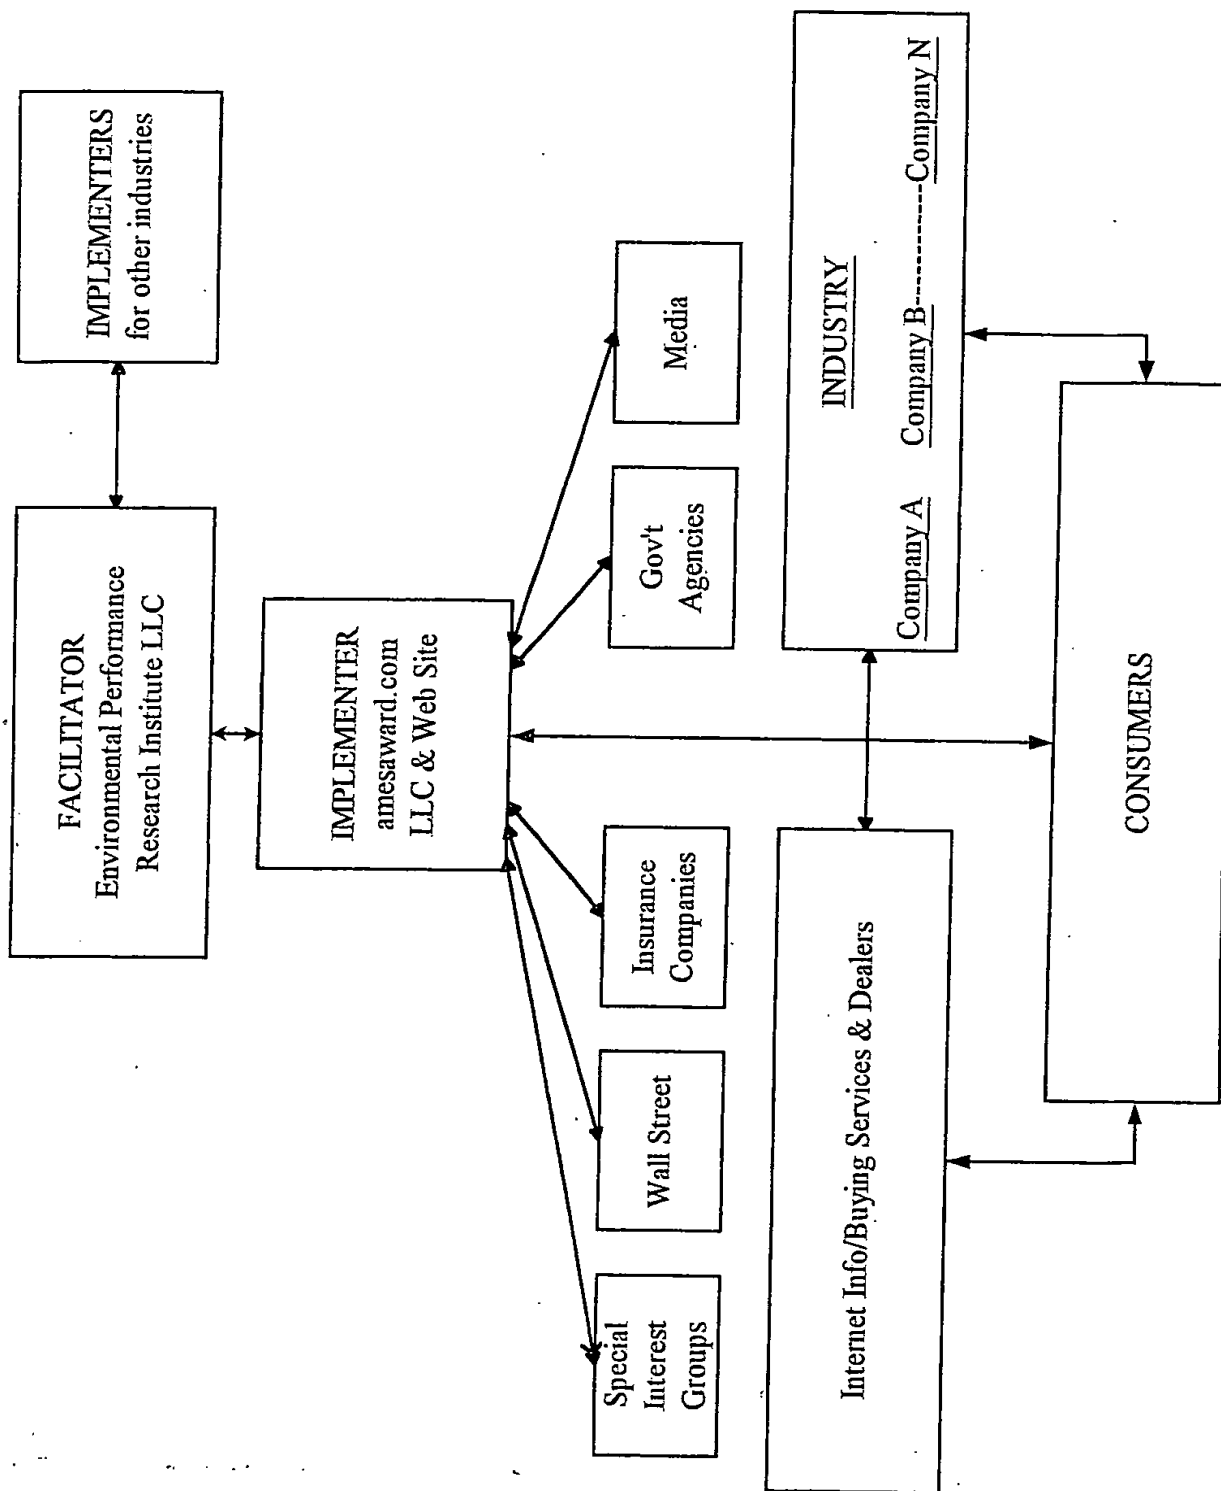 FACILITATOR
Environmental Performance
Research Institute LLC
IMPLEMENTERS
for other industries
IMPLEMENTER
amesaward.com
LLC & Web Site
Special
Interest
Groups
Wall Street
Insurance
Companies
Gov't
Agencies
Media
Internet Info/Buying Services & Dealers
INDUSTRY
Company A Company B------------Company N
CONSUMERS